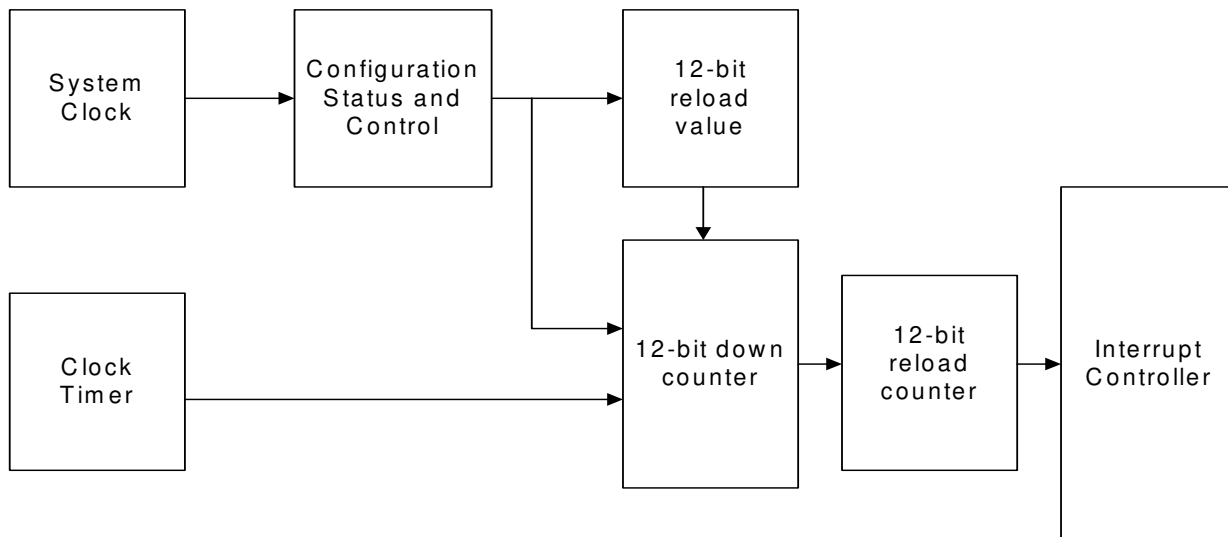 System
Clock
Configuration
Status and
Control
12-bit
reload
value
Clock
Timer
12-bit down
counter
12-bit
reload
counter
Interrupt
Controller